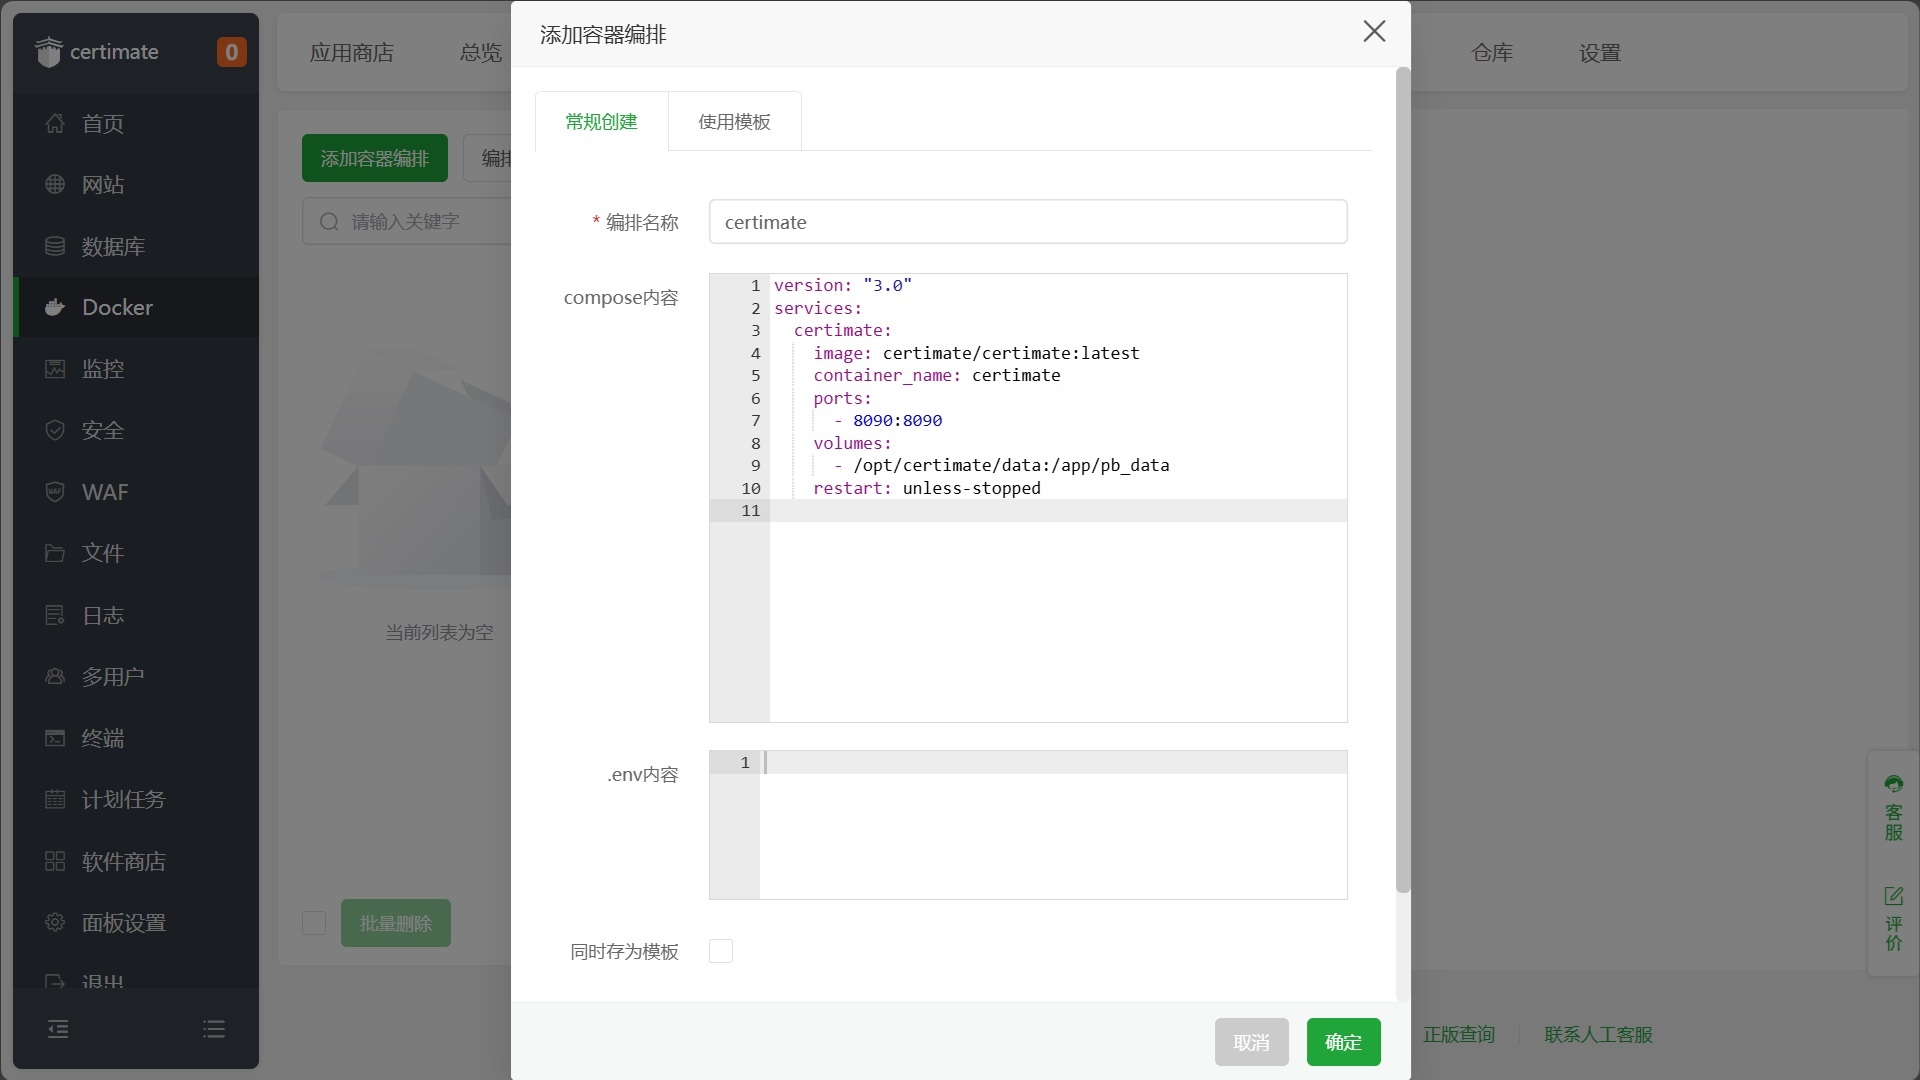 certimate
0
首页
网站
数据库
Docker
监控
安全
WAF
文件
日志
多用户
终端
计划任务
软件商店
面板设置
退出
应用商店
总览
仓库
设置
添加容器编排
编排
请输入关键字
当前列表为空
批量删除
添加容器编排
常规创建
使用模板
* 编排名称
certimate
compose内容
1 version: "3.0"
2 services:
3 certimate:
4 image: certimate/certimate:latest
5 container_name: certimate
6 ports:
7 - 8090:8090
8 volumes:
9 - /opt/certimate/data:/app/pb_data
10 restart: unless-stopped
11
.env内容
1
同时存为模板
取消
确定
客服
评价
正版查询
联系人工客服